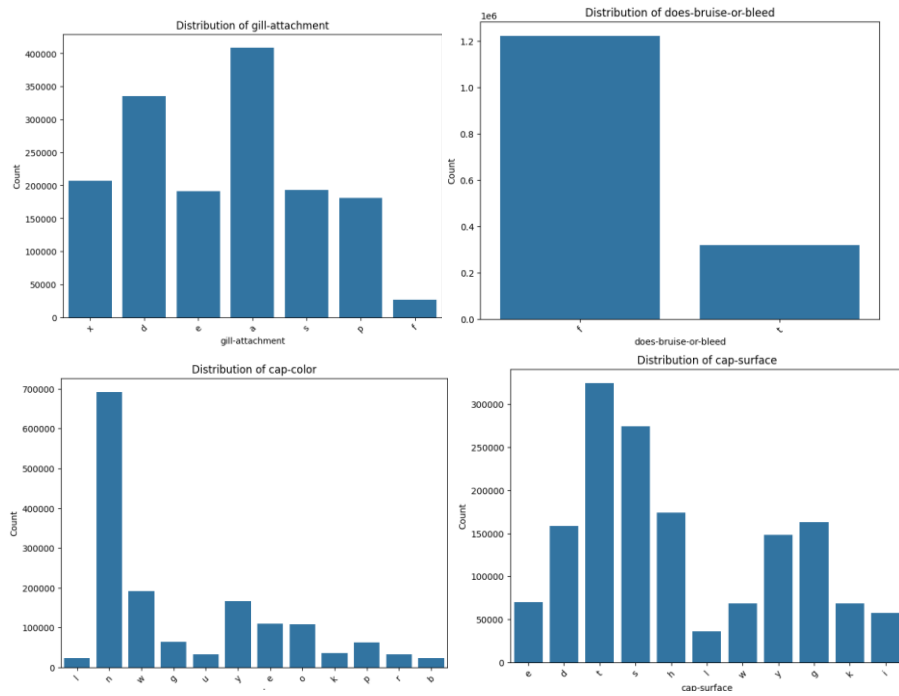 Distribution of gill-attachment
400000
350000
300000
250000
200000
150000
100000
50000
0
Count
x d e a s p f
gill-attachment
Distribution of does-bruise-or-bleed
1e6
1.2
1.0
0.8
0.6
0.4
0.2
0.0
Count
f t
does-bruise-or-bleed
Distribution of cap-color
700000
600000
500000
400000
300000
200000
100000
0
Count
l n w g u y e o k p r b
Distribution of cap-surface
300000
250000
200000
150000
100000
50000
0
Count
e d t s h l w y g k i
cap-surface